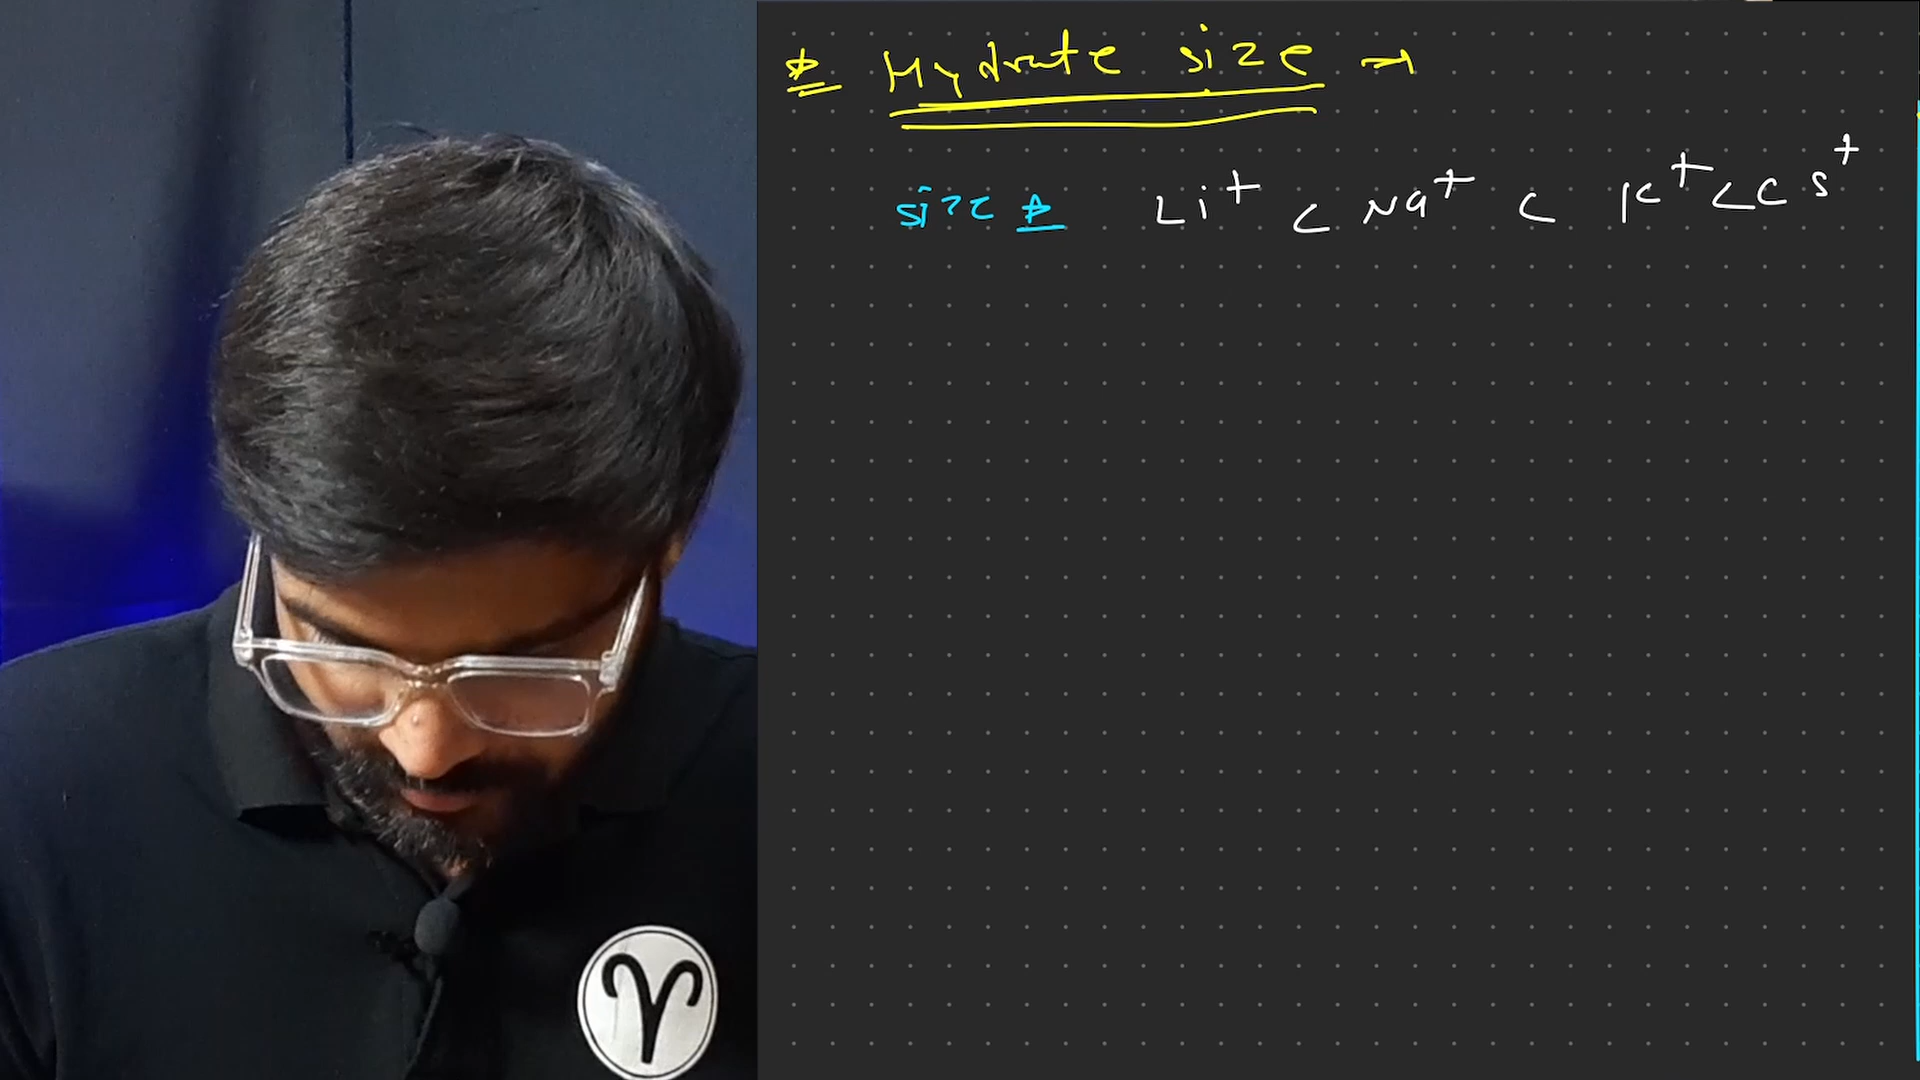 * Hydrate size →
size * Li⁺ < Na⁺ < K⁺ < Cs⁺